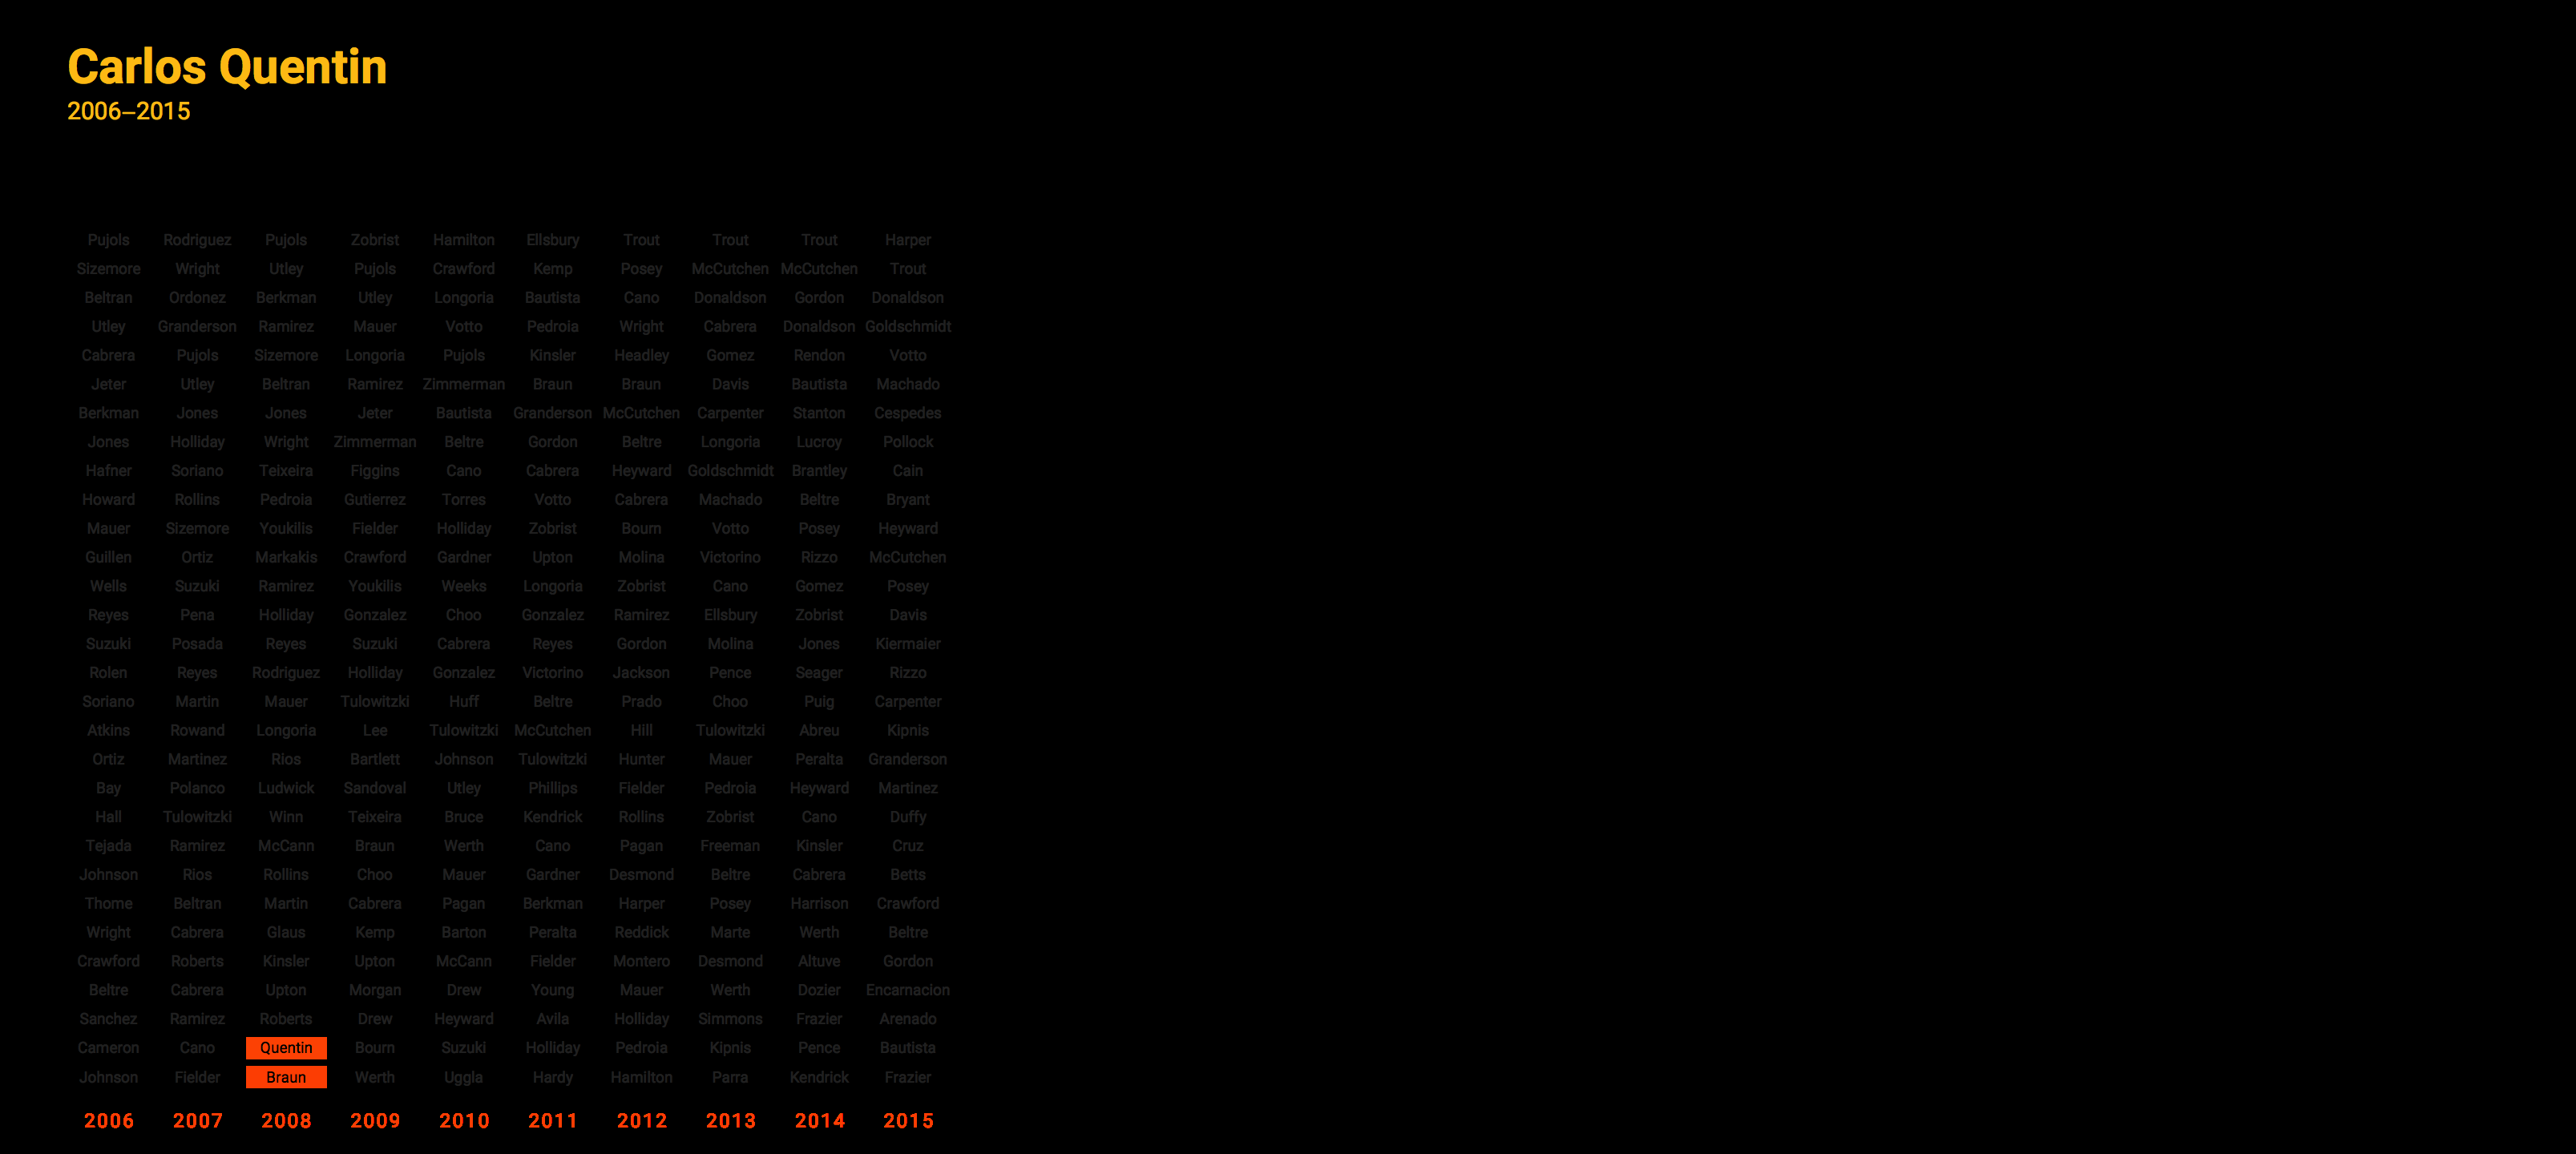 Carlos Quentin
2006–2015
Pujols Rodriguez Pujols Zobrist Hamilton Ellsbury Trout Trout Trout Harper
Sizemore Wright Utley Pujols Crawford Kemp Posey McCutchen McCutchen Trout
Beltran Ordonez Berkman Utley Longoria Bautista Cano Donaldson Gordon Donaldson
Utley Granderson Ramirez Mauer Votto Pedroia Wright Cabrera Donaldson Goldschmidt
Cabrera Pujols Sizemore Longoria Pujols Kinsler Headley Gomez Rendon Votto
Jeter Utley Beltran Ramirez Zimmerman Braun Braun Davis Bautista Machado
Berkman Jones Jones Jeter Bautista Granderson McCutchen Carpenter Stanton Cespedes
Jones Holliday Wright Zimmerman Beltre Gordon Beltre Longoria Lucroy Pollock
Hafner Soriano Teixeira Figgins Cano Cabrera Heyward Goldschmidt Brantley Cain
Howard Rollins Pedroia Gutierrez Torres Votto Cabrera Machado Beltre Bryant
Mauer Sizemore Youkilis Fielder Holliday Zobrist Bourn Votto Posey Heyward
Guillen Ortiz Markakis Crawford Gardner Upton Molina Victorino Rizzo McCutchen
Wells Suzuki Ramirez Youkilis Weeks Longoria Zobrist Cano Gomez Posey
Reyes Pena Holliday Gonzalez Choo Gonzalez Ramirez Ellsbury Zobrist Davis
Suzuki Posada Reyes Suzuki Cabrera Reyes Gordon Molina Jones Kiermaier
Rolen Reyes Rodriguez Holliday Gonzalez Victorino Jackson Pence Seager Rizzo
Soriano Martin Mauer Tulowitzki Huff Beltre Prado Choo Puig Carpenter
Atkins Rowand Longoria Lee Tulowitzki McCutchen Hill Tulowitzki Abreu Kipnis
Ortiz Martinez Rios Bartlett Johnson Tulowitzki Hunter Mauer Peralta Granderson
Bay Polanco Ludwick Sandoval Utley Phillips Fielder Pedroia Heyward Martinez
Hall Tulowitzki Winn Teixeira Bruce Kendrick Rollins Zobrist Cano Duffy
Tejada Ramirez McCann Braun Werth Cano Pagan Freeman Kinsler Cruz
Johnson Rios Rollins Choo Mauer Gardner Desmond Beltre Cabrera Betts
Thome Beltran Martin Cabrera Pagan Berkman Harper Posey Harrison Crawford
Wright Cabrera Glaus Kemp Barton Peralta Reddick Marte Werth Beltre
Crawford Roberts Kinsler Upton McCann Fielder Montero Desmond Altuve Gordon
Beltre Cabrera Upton Morgan Drew Young Mauer Werth Dozier Encarnacion
Sanchez Ramirez Roberts Drew Heyward Avila Holliday Simmons Frazier Arenado
Cameron Cano Quentin Bourn Suzuki Holliday Pedroia Kipnis Pence Bautista
Johnson Fielder Braun Werth Uggla Hardy Hamilton Parra Kendrick Frazier
2006 2007 2008 2009 2010 2011 2012 2013 2014 2015